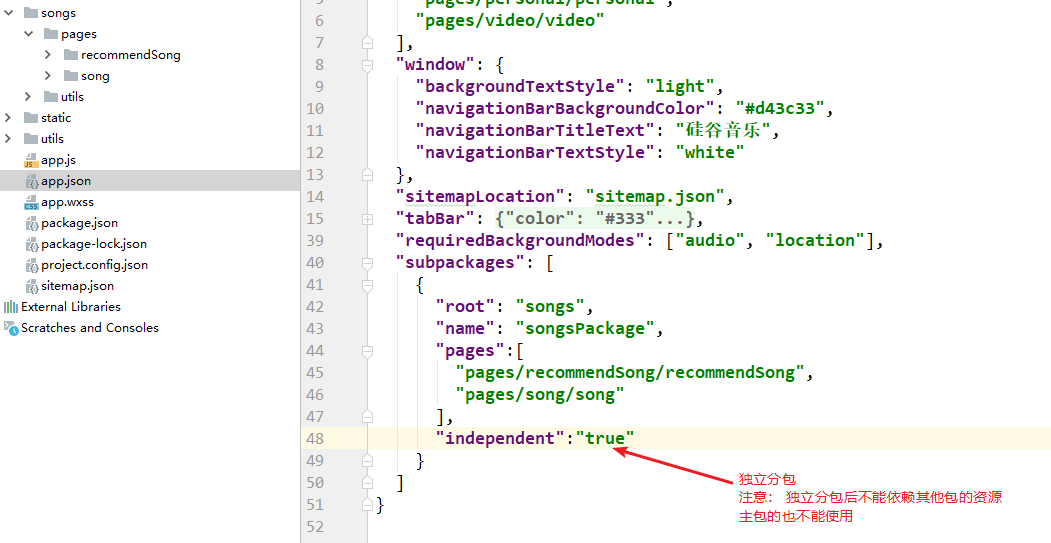 songs
pages
recommendSong
song
utils
static
utils
app.js
app.json
app.wxss
package.json
package-lock.json
project.config.json
sitemap.json
External Libraries
Scratches and Consoles
5 "pages/personal/personal",
6 "pages/video/video"
7 ],
8 "window": {
9 "backgroundTextStyle": "light",
10 "navigationBarBackgroundColor": "#d43c33",
11 "navigationBarTitleText": "硅谷音乐",
12 "navigationBarTextStyle": "white"
13 },
14 "sitemapLocation": "sitemap.json",
15 "tabBar": {"color": "#333"...},
39 "requiredBackgroundModes": ["audio", "location"],
40 "subpackages": [
41 {
42 "root": "songs",
43 "name": "songsPackage",
44 "pages":[
45 "pages/recommendSong/recommendSong",
46 "pages/song/song"
47 ],
48 "independent":"true"
49 }
50 ]
51 }
52
独立分包
注意： 独立分包后不能依赖其他包的资源
主包的也不能使用